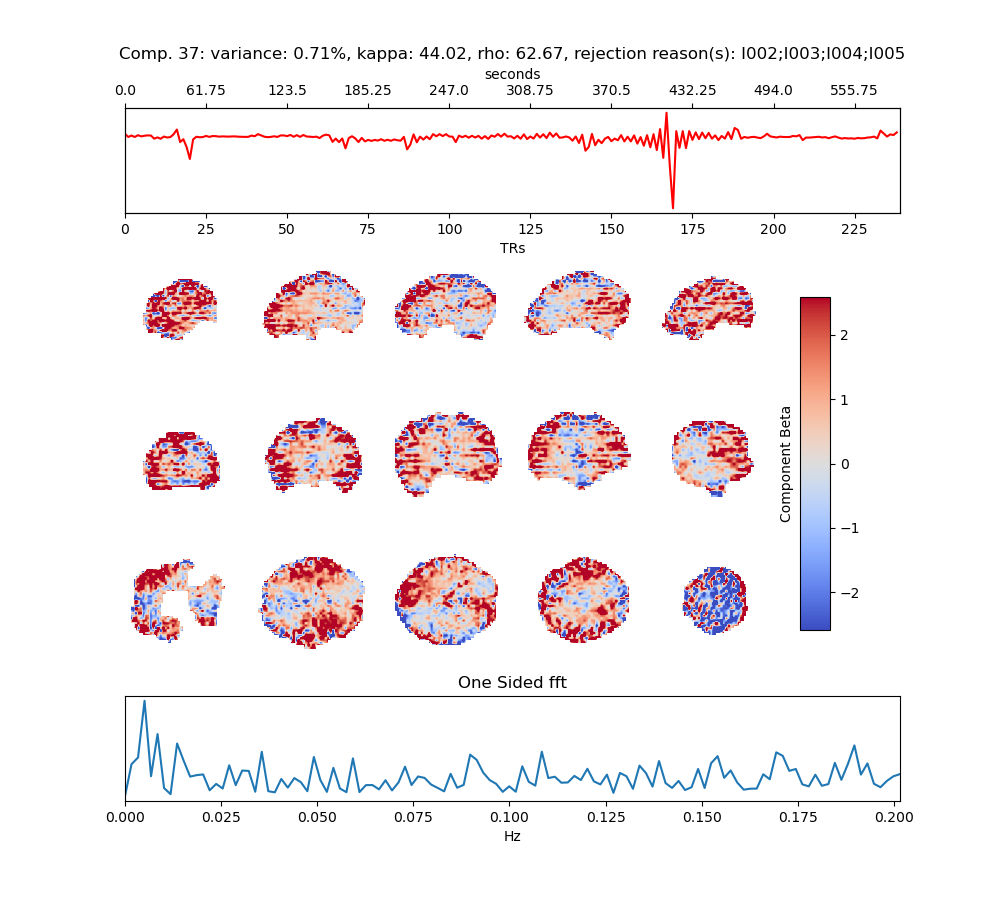 Comp. 37: variance: 0.71%, kappa: 44.02, rho: 62.67, rejection reason(s): I002;I003;I004;I005
seconds
0.0 61.75 123.5 185.25 247.0 308.75 370.5 432.25 494.0 555.75
0 25 50 75 100 125 150 175 200 225
TRs
2
1
0
−1
−2
Component Beta
One Sided fft
0.000 0.025 0.050 0.075 0.100 0.125 0.150 0.175 0.200
Hz